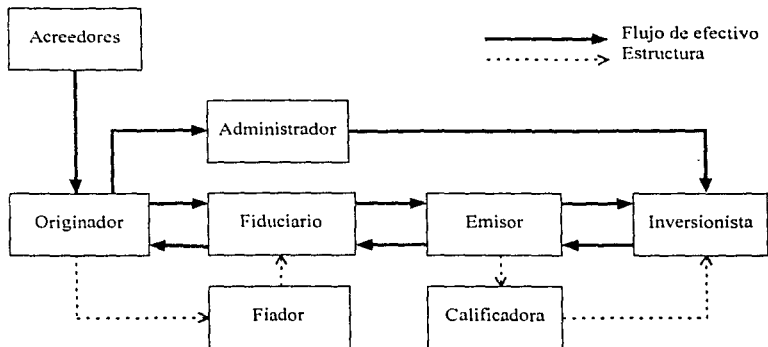 Acreedores
Flujo de efectivo
Estructura
Administrador
Originador
Fiduciario
Emisor
Inversionista
Fiador
Calificadora